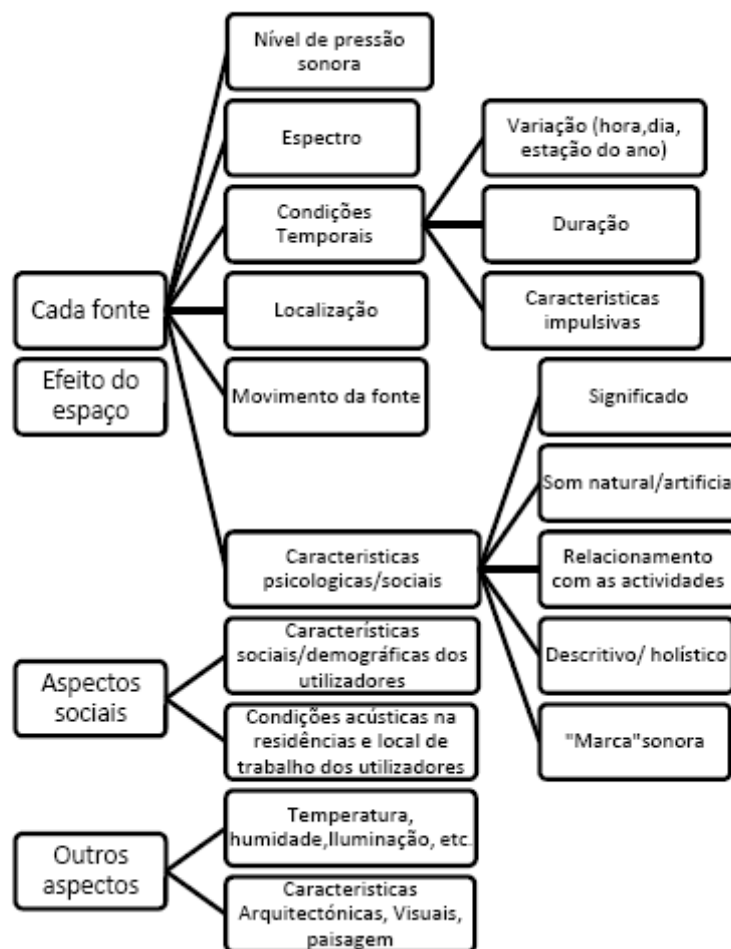 Nível de pressão
sonora
Espectro
Condições
Temporais
Variação (hora,dia,
estação do ano)
Duração
Caracteristicas
impulsivas
Cada fonte
Localização
Efeito do
espaço
Movimento da fonte
Significado
Som natural/artificia
Caracteristicas
psicologicas/sociais
Relacionamento
com as actividades
Descritivo/ holístico
"Marca"sonora
Aspectos
sociais
Características
sociais/demográficas dos
utilizadores
Condições acústicas na
residências e local de
trabalho dos utilizadores
Outros
aspectos
Temperatura,
humidade,Iluminação, etc.
Caracteristicas
Arquitectónicas, Visuais,
paisagem